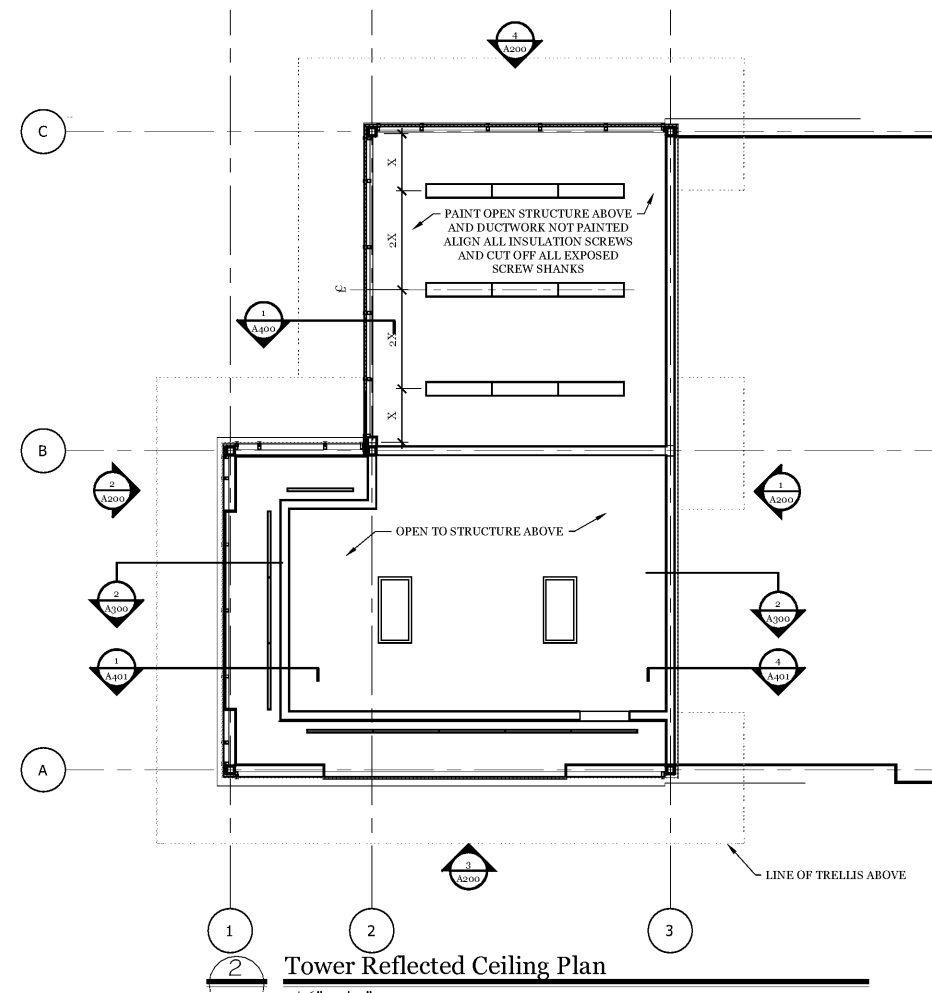 4
A200
C
X
PAINT OPEN STRUCTURE ABOVE
AND DUCTWORK NOT PAINTED
ALIGN ALL INSULATION SCREWS
AND CUT OFF ALL EXPOSED
SCREW SHANKS
2X
℄
1
A400
2X
X
B
2
A200
1
A200
OPEN TO STRUCTURE ABOVE
2
A300
2
A300
1
A401
4
A401
A
3
A200
LINE OF TRELLIS ABOVE
1
2
3
2
Tower Reflected Ceiling Plan